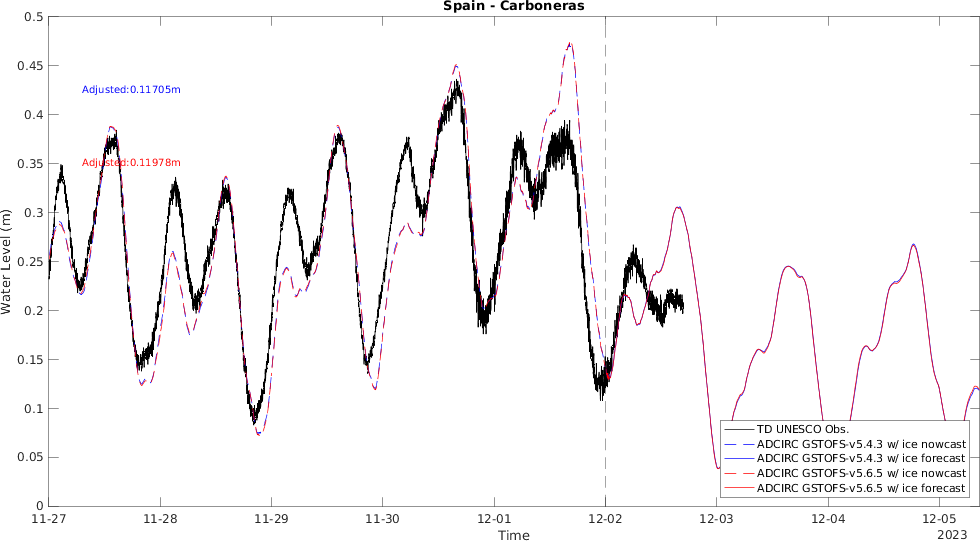 Spain - Carboneras
0.5
0.45
0.4
0.35
0.3
0.25
0.2
0.15
0.1
0.05
0
Water Level (m)
Adjusted:0.11705m
Adjusted:0.11978m
TD UNESCO Obs.
ADCIRC GSTOFS-v5.4.3 w/ ice nowcast
ADCIRC GSTOFS-v5.4.3 w/ ice forecast
ADCIRC GSTOFS-v5.6.5 w/ ice nowcast
ADCIRC GSTOFS-v5.6.5 w/ ice forecast
11-27 11-28 11-29 11-30 12-01 12-02 12-03 12-04 12-05
Time
2023